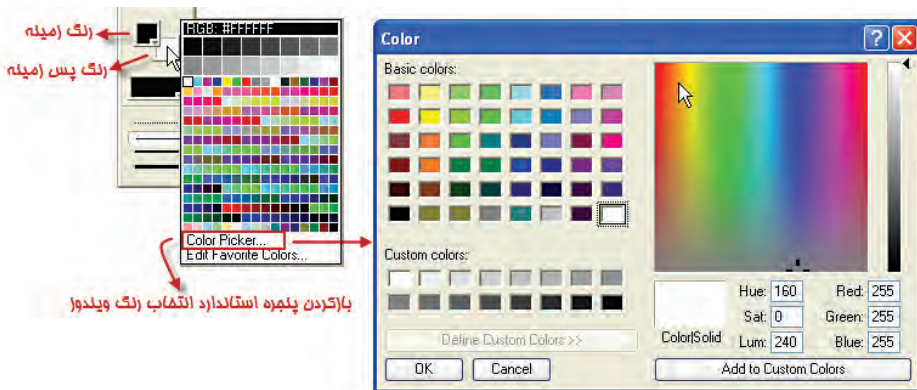 رنگ زمینه
رنگ پس زمینه
RGB: #FFFFFF
Color Picker...
Edit Favorite Colors...
بازکردن پنجره استاندارد انتخاب رنگ ویندوز
Color
Basic colors:
Custom colors:
Define Custom Colors >>
OK Cancel
Color|Solid
Hue: 160 Red: 255
Sat: 0 Green: 255
Lum: 240 Blue: 255
Add to Custom Colors